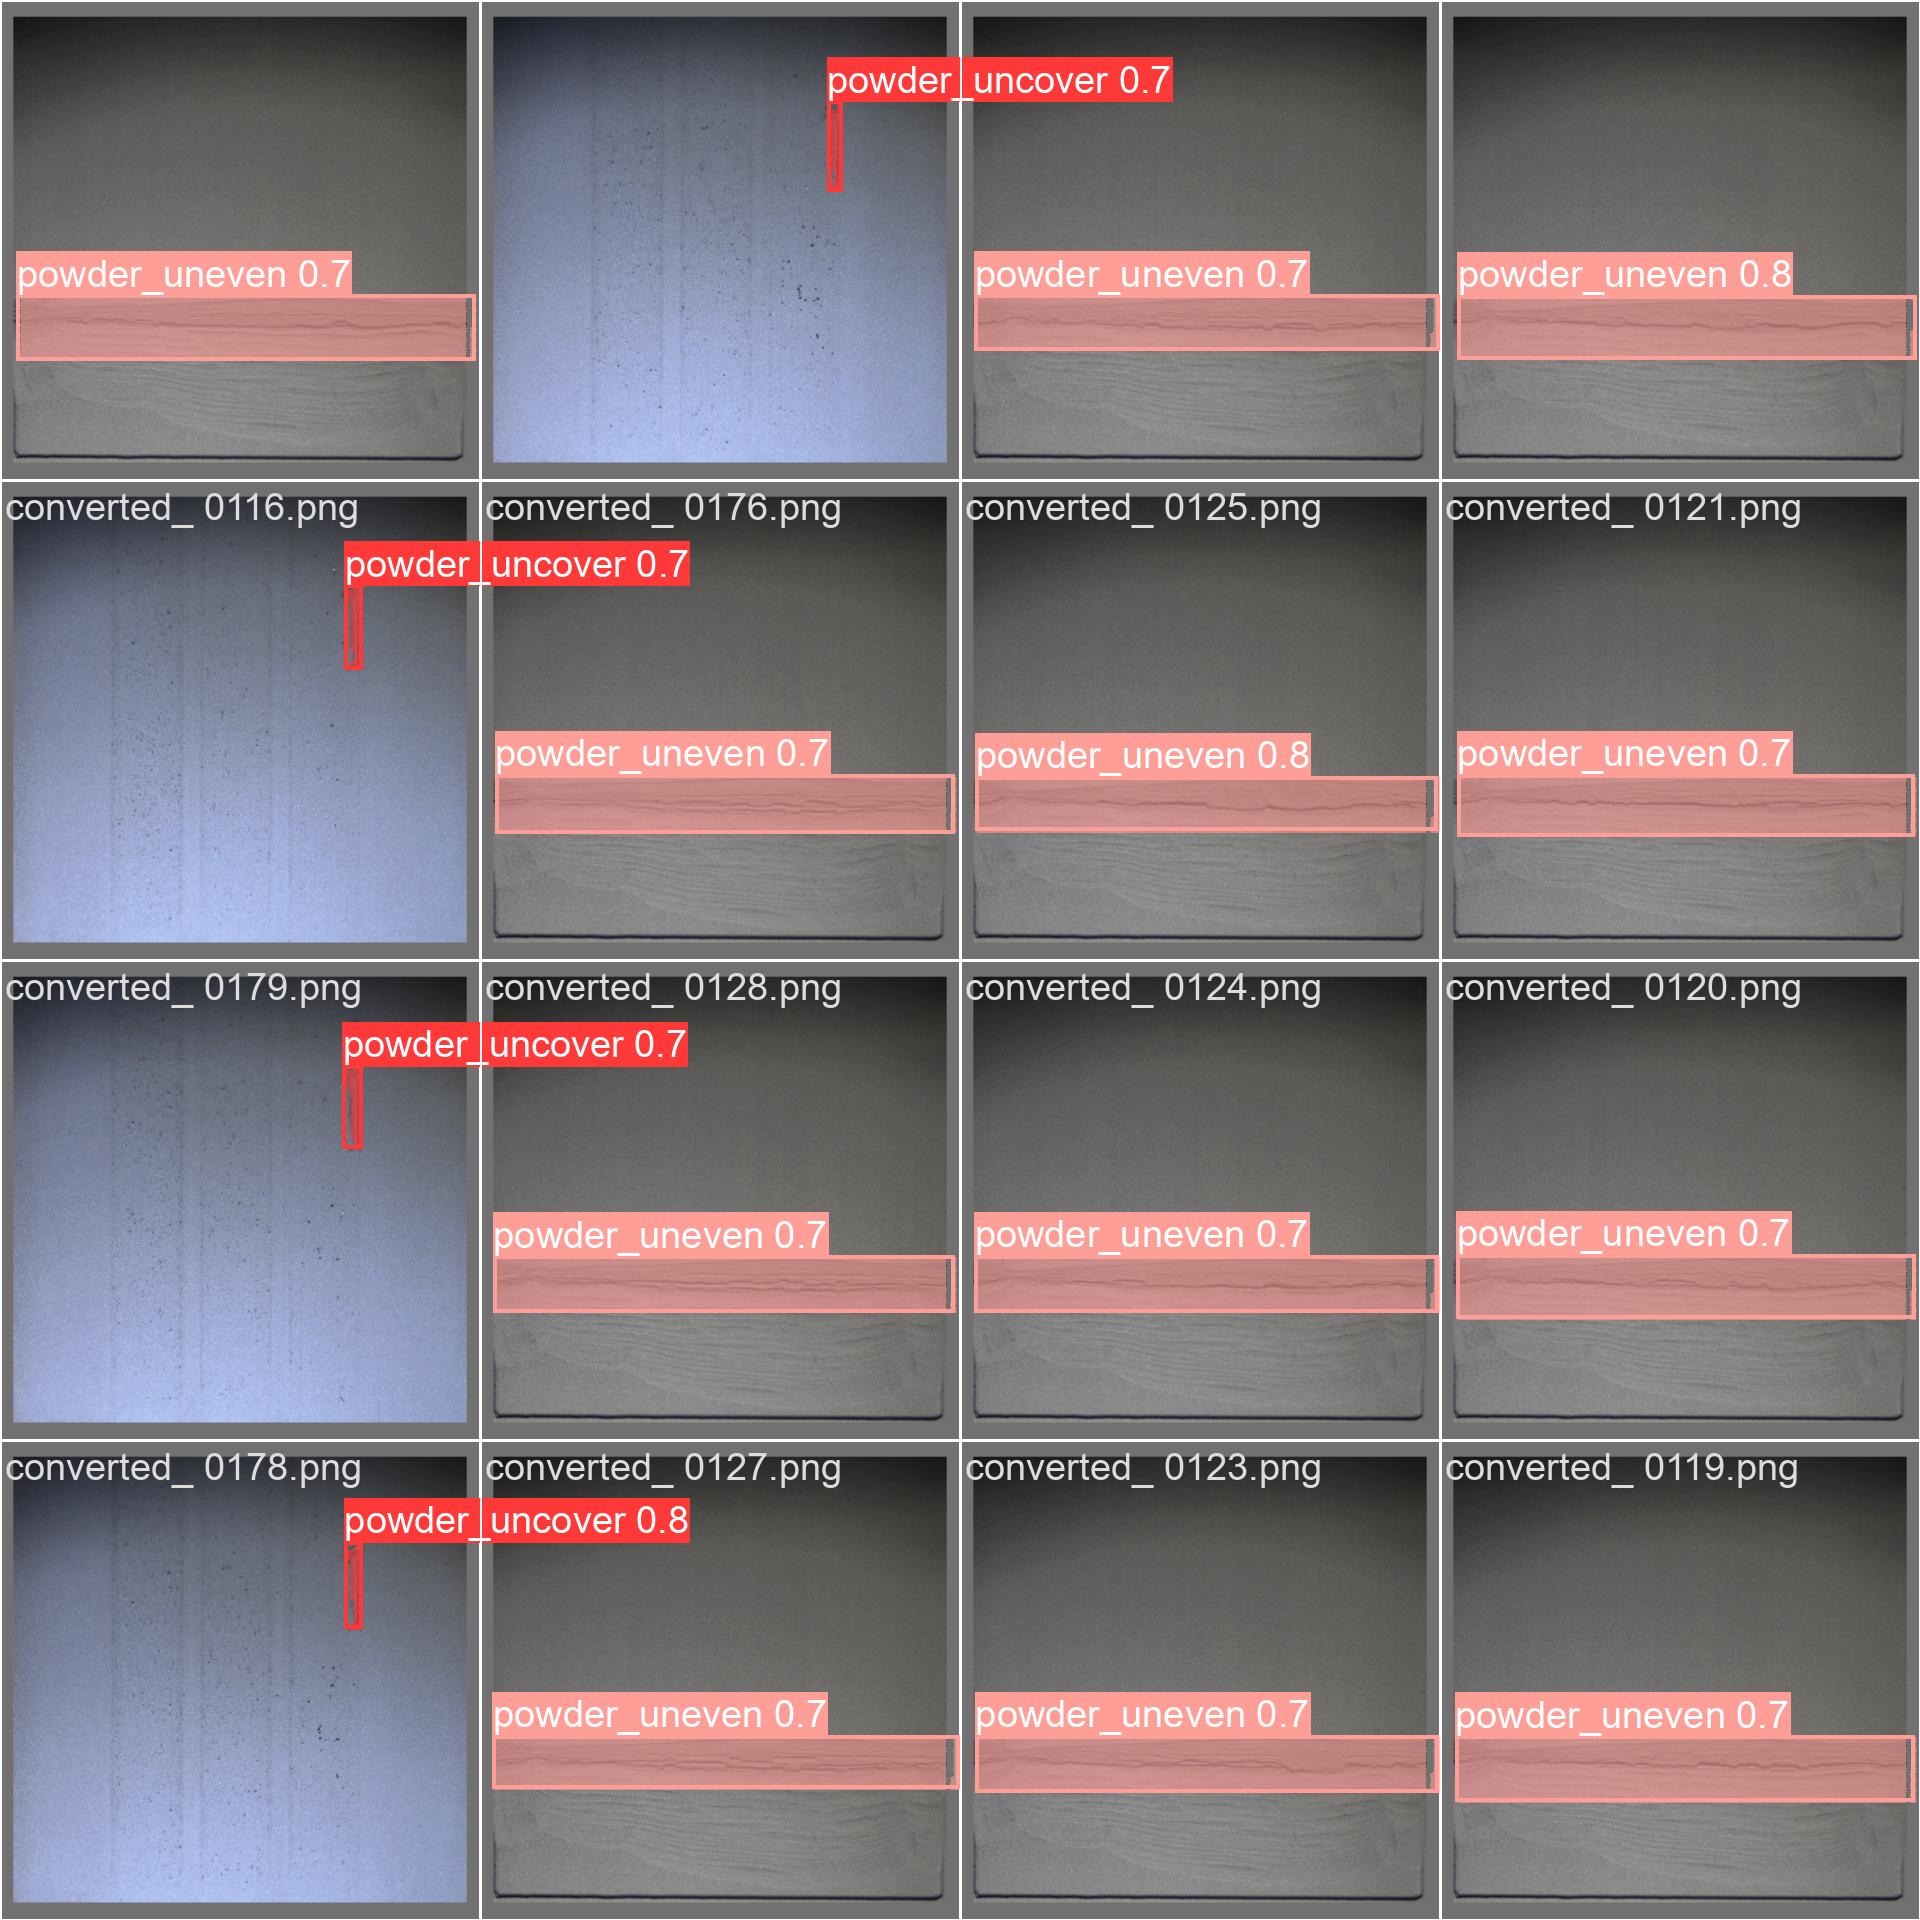 powder_uncover 0.7
powder_uneven 0.7
powder_uneven 0.7
powder_uneven 0.8
converted_ 0116.png
converted_ 0176.png
converted_ 0125.png
converted_ 0121.png
powder_uncover 0.7
powder_uneven 0.7
powder_uneven 0.8
powder_uneven 0.7
converted_ 0179.png
converted_ 0128.png
converted_ 0124.png
converted_ 0120.png
powder_uncover 0.7
powder_uneven 0.7
powder_uneven 0.7
powder_uneven 0.7
converted_ 0178.png
converted_ 0127.png
converted_ 0123.png
converted_ 0119.png
powder_uncover 0.8
powder_uneven 0.7
powder_uneven 0.7
powder_uneven 0.7